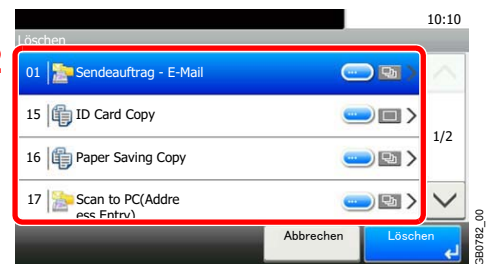 10:10
Löschen
01 Sendeauftrag - E-Mail
15 ID Card Copy
16 Paper Saving Copy
1/2
17 Scan to PC(Addre
ess Entry)
Abbrechen
Löschen
GB0782_00